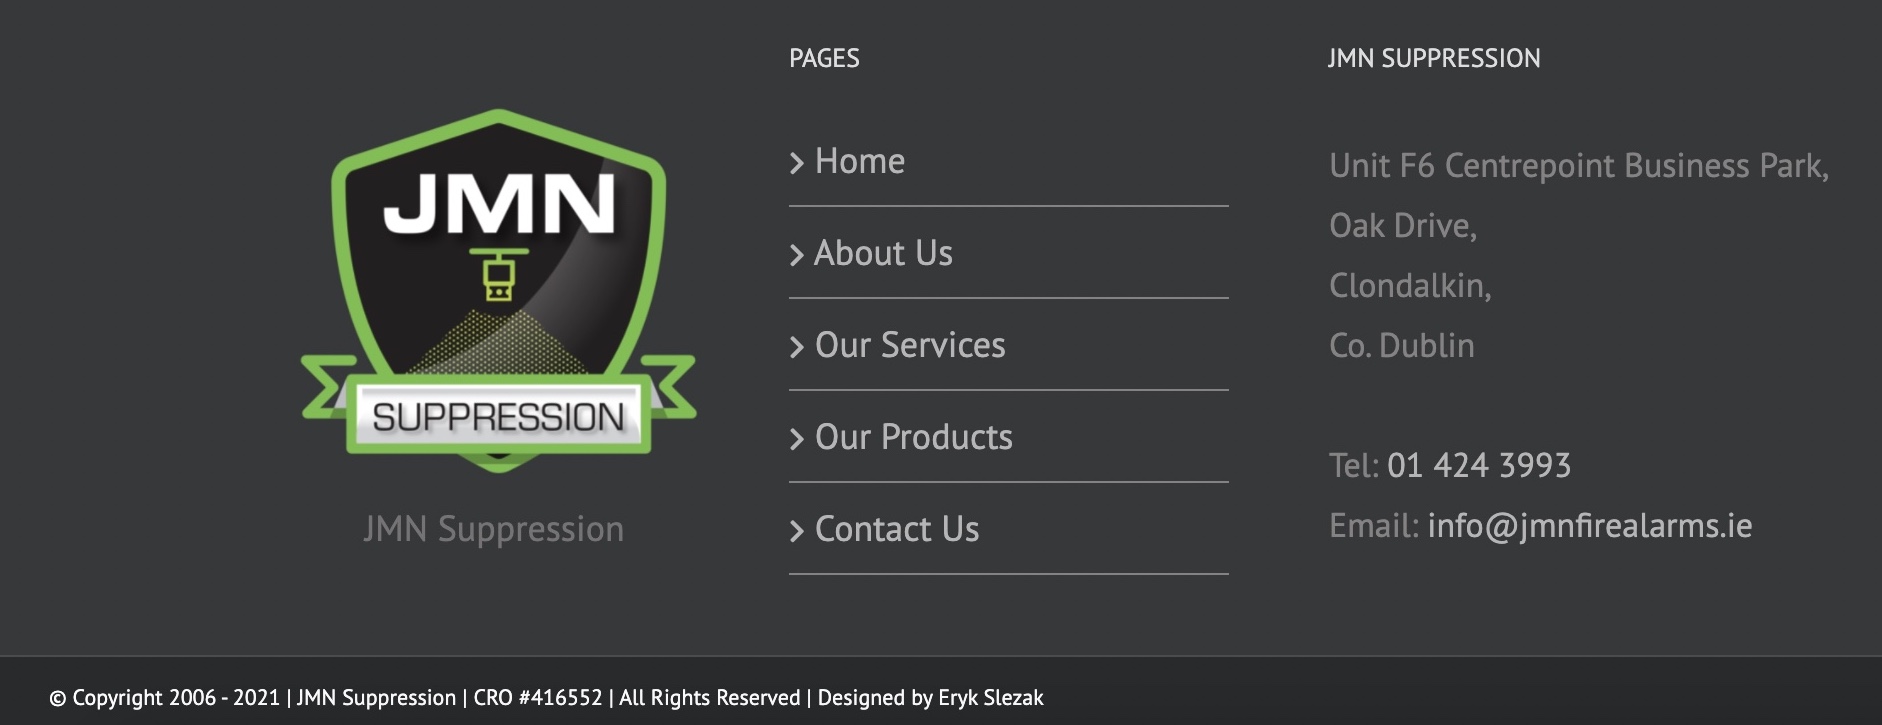 JMN
SUPPRESSION
JMN Suppression
PAGES
Home
About Us
Our Services
Our Products
Contact Us
JMN SUPPRESSION
Unit F6 Centrepoint Business Park,
Oak Drive,
Clondalkin,
Co. Dublin
Tel: 01 424 3993
Email: info@jmnfirealarms.ie
© Copyright 2006 - 2021 | JMN Suppression | CRO #416552 | All Rights Reserved | Designed by Eryk Slezak